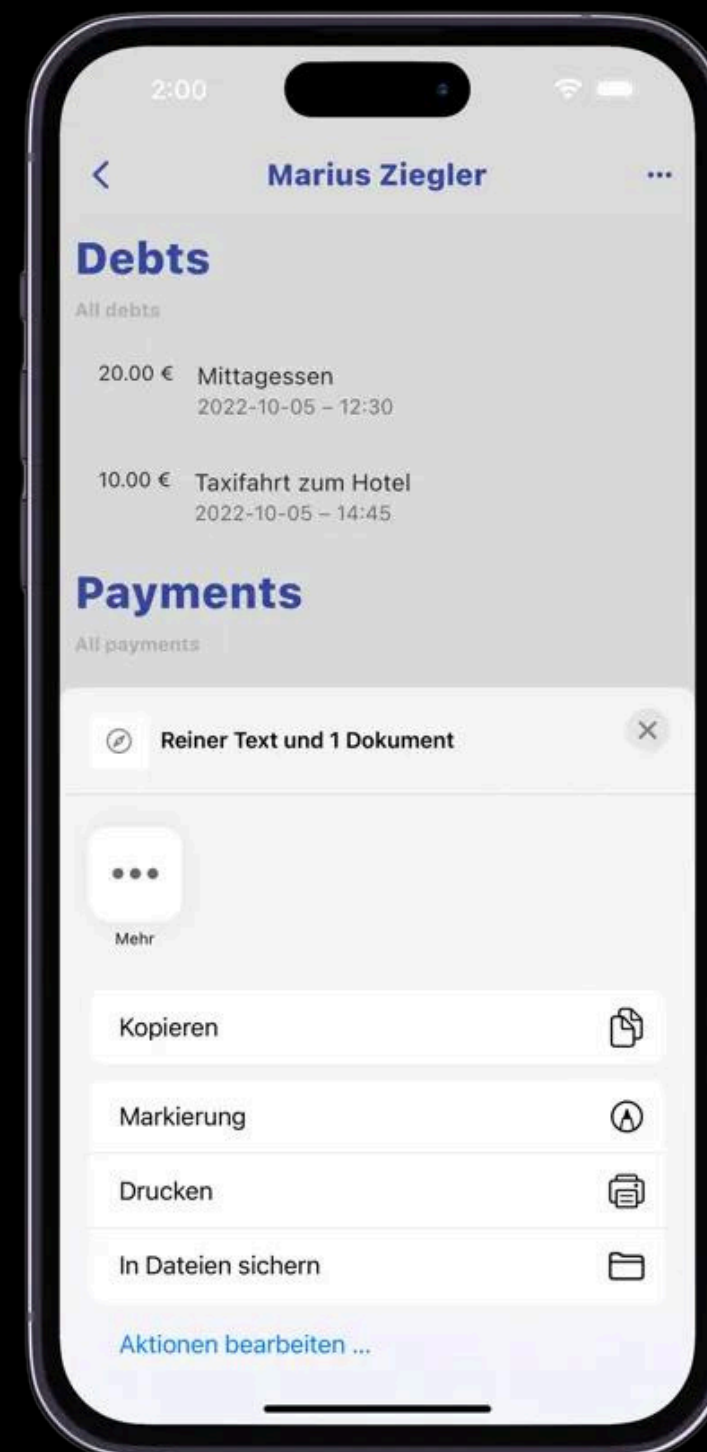 2:00
Marius Ziegler
Debts
All debts
20.00 € Mittagessen
2022-10-05 – 12:30
10.00 € Taxifahrt zum Hotel
2022-10-05 – 14:45
Payments
All payments
Reiner Text und 1 Dokument
Mehr
Kopieren
Markierung
Drucken
In Dateien sichern
Aktionen bearbeiten ...